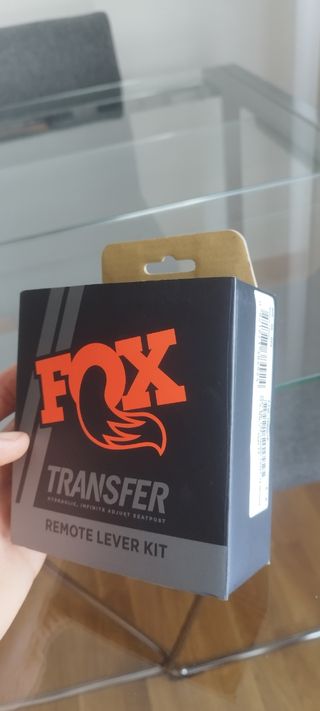 FOX
TRANSFER
HYDRAULIC, INFINITE ADJUST SEATPOST
REMOTE LEVER KIT